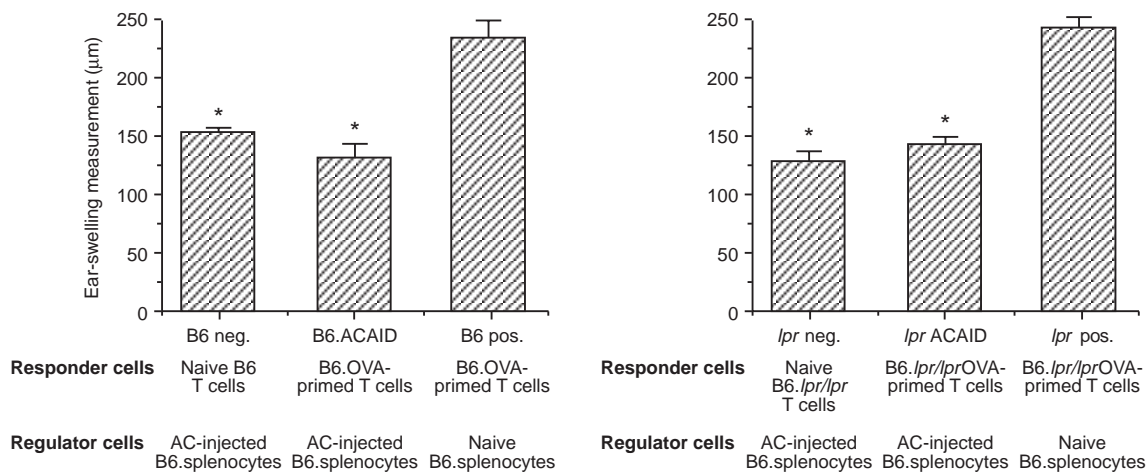 Ear-swelling measurement (μm)
250
200
150
100
50
0
*
*
B6 neg.
B6.ACAID
B6 pos.
Responder cells
Naive B6
T cells
B6.OVA-
primed T cells
B6.OVA-
primed T cells
Regulator cells
AC-injected
B6.splenocytes
AC-injected
B6.splenocytes
Naive
B6.splenocytes
250
200
150
100
50
0
*
*
lpr neg.
lpr ACAID
lpr pos.
Responder cells
Naive
B6.lpr/lpr
T cells
B6.lpr/lprOVA-
primed T cells
B6.lpr/lprOVA-
primed T cells
Regulator cells
AC-injected
B6.splenocytes
AC-injected
B6.splenocytes
Naive
B6.splenocytes